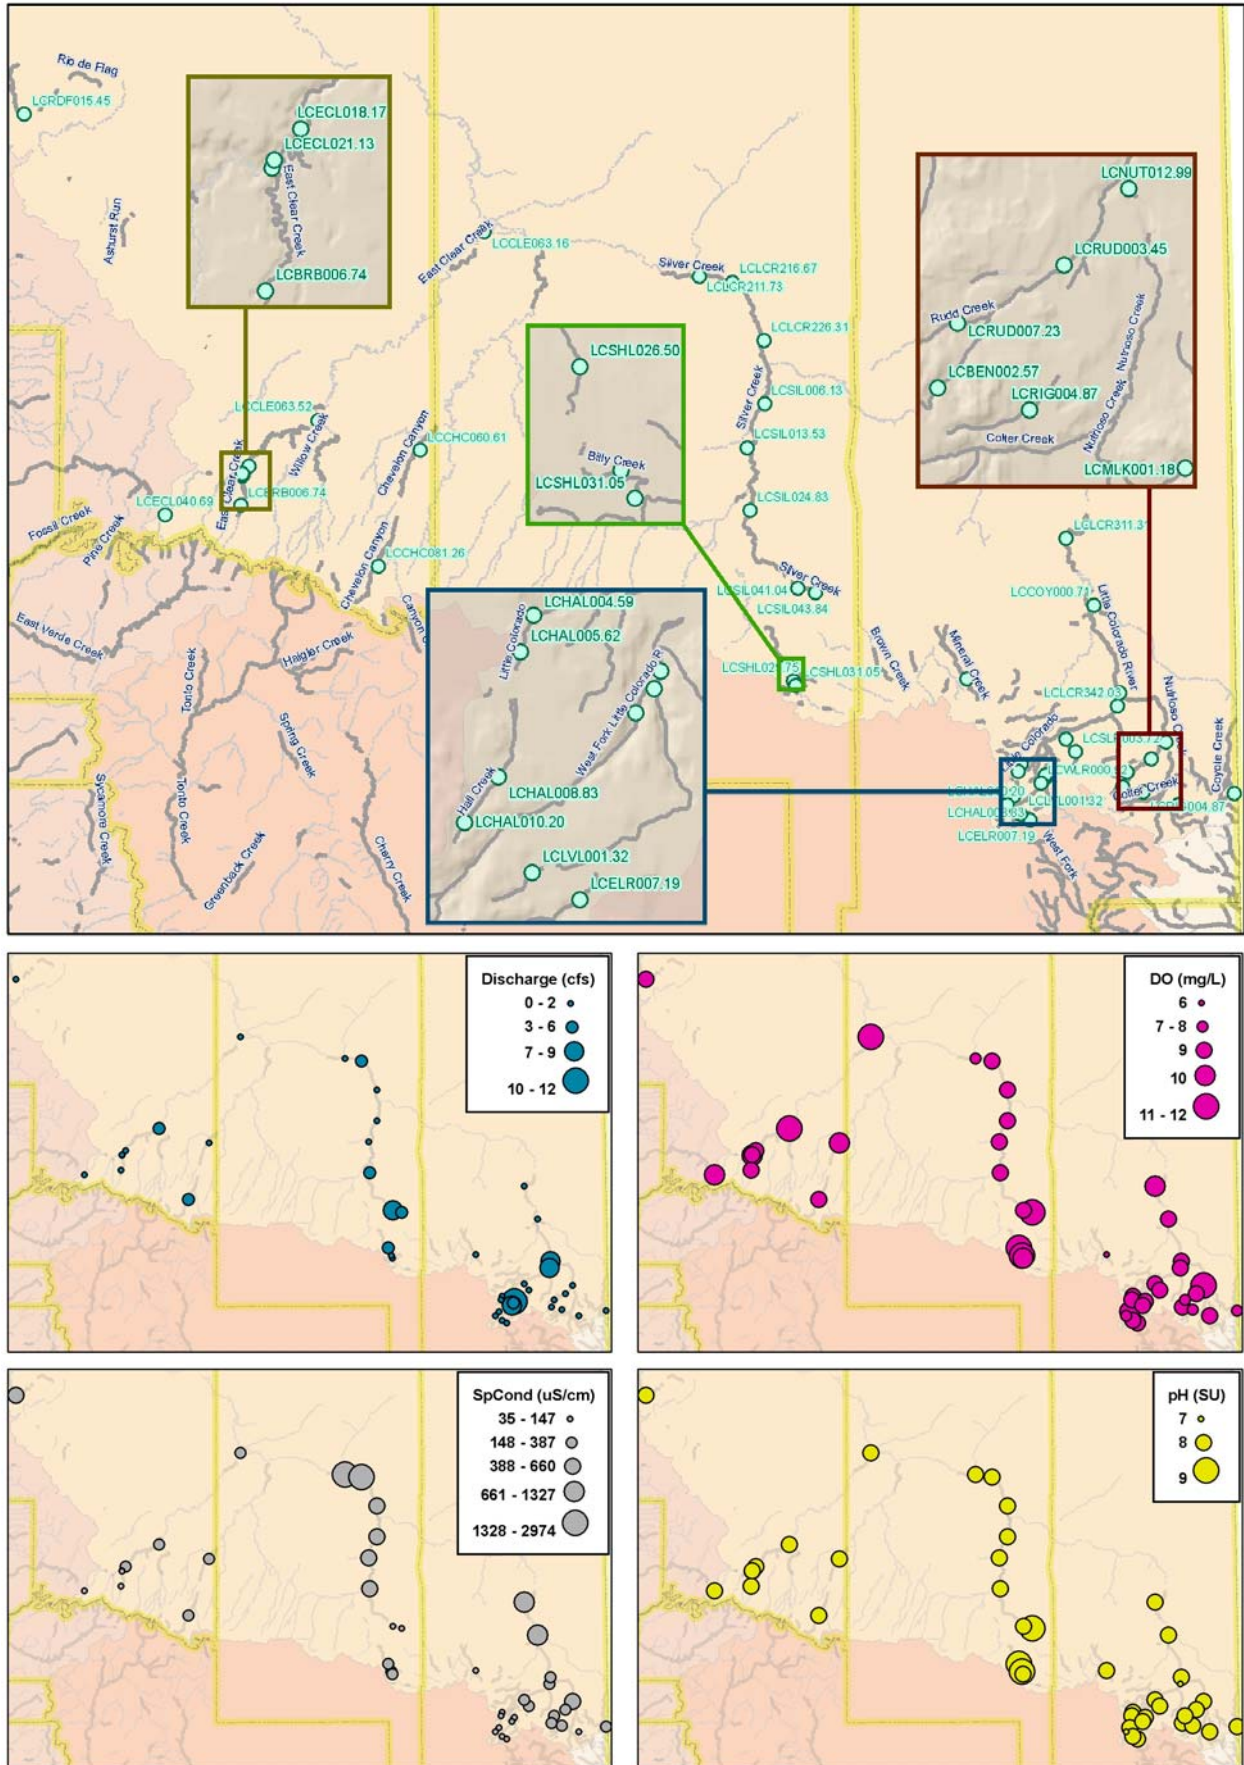 Rio de Flag
LCRDF015.45
LCECL018.17
LCECL021.13
East Clear Creek
LCBRB006.74
Ashurst Run
East Clear Creek
LCCLE063.16
Silver Creek
LCLCR216.67
LCLCR211.73
LCLCR226.31
LCNUT012.99
LCRUD003.45
Rudd Creek
LCRUD007.23
Nutrioso Creek
LCBEN002.57
LCRIG004.87
Colter Creek
Nutrioso Creek
LCMLK001.18
LCSHL026.50
Billy Creek
LCSHL031.05
Silver Creek
LCSIL006.13
LCSIL013.53
LCSIL024.83
LCCLE063.52
Willow Creek
Chevelon Canyon
LCCHC060.61
LCECL040.69
LCBRB006.74
Fossil Creek
Pine Creek
LCCHC081.26
Chevelon Canyon
East Verde Creek
Haigler Creek
Tonto Creek
Spring Creek
Sycamore Creek
Tonto Creek
Greenback Creek
Cherry Creek
LCHAL004.59
Little Colorado
LCHAL005.62
West Fork Little Colorado R
Hall Creek
LCHAL008.83
LCHAL010.20
LCLVL001.32
LCELR007.19
LCSIL041.04
Silver Creek
LCSIL043.84
LCSHL031.05
Brown Creek
Mineral Creek
LCLCR311.31
LCCOY000.71
Little Colorado River
LCLCR342.03
Coyote Creek
Colter Creek
LCELR007.19
West Fork
Discharge (cfs)
0 - 2
3 - 6
7 - 9
10 - 12
DO (mg/L)
6
7 - 8
9
10
11 - 12
SpCond (uS/cm)
35 - 147
148 - 387
388 - 660
661 - 1327
1328 - 2974
pH (SU)
7
8
9